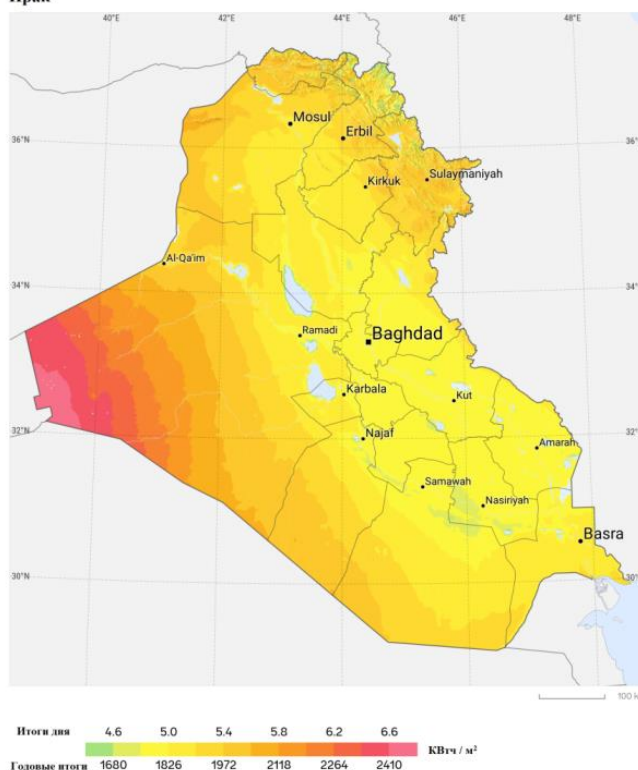 Ирак
40°E 42°E 44°E 46°E 48°E
Mosul
36°N Erbil 36°N
Sulaymaniyah
Kirkuk
Al-Qa'im
34°N 34°N
Ramadi
Baghdad
Karbala Kut
32°N Najaf Amarah 32°N
Samawah
Nasiriyah
Basra
30°N 30°N
100 k
Итоги дня 4.6 5.0 5.4 5.8 6.2 6.6
КВтч / м²
Годовые итоги 1680 1826 1972 2118 2264 2410